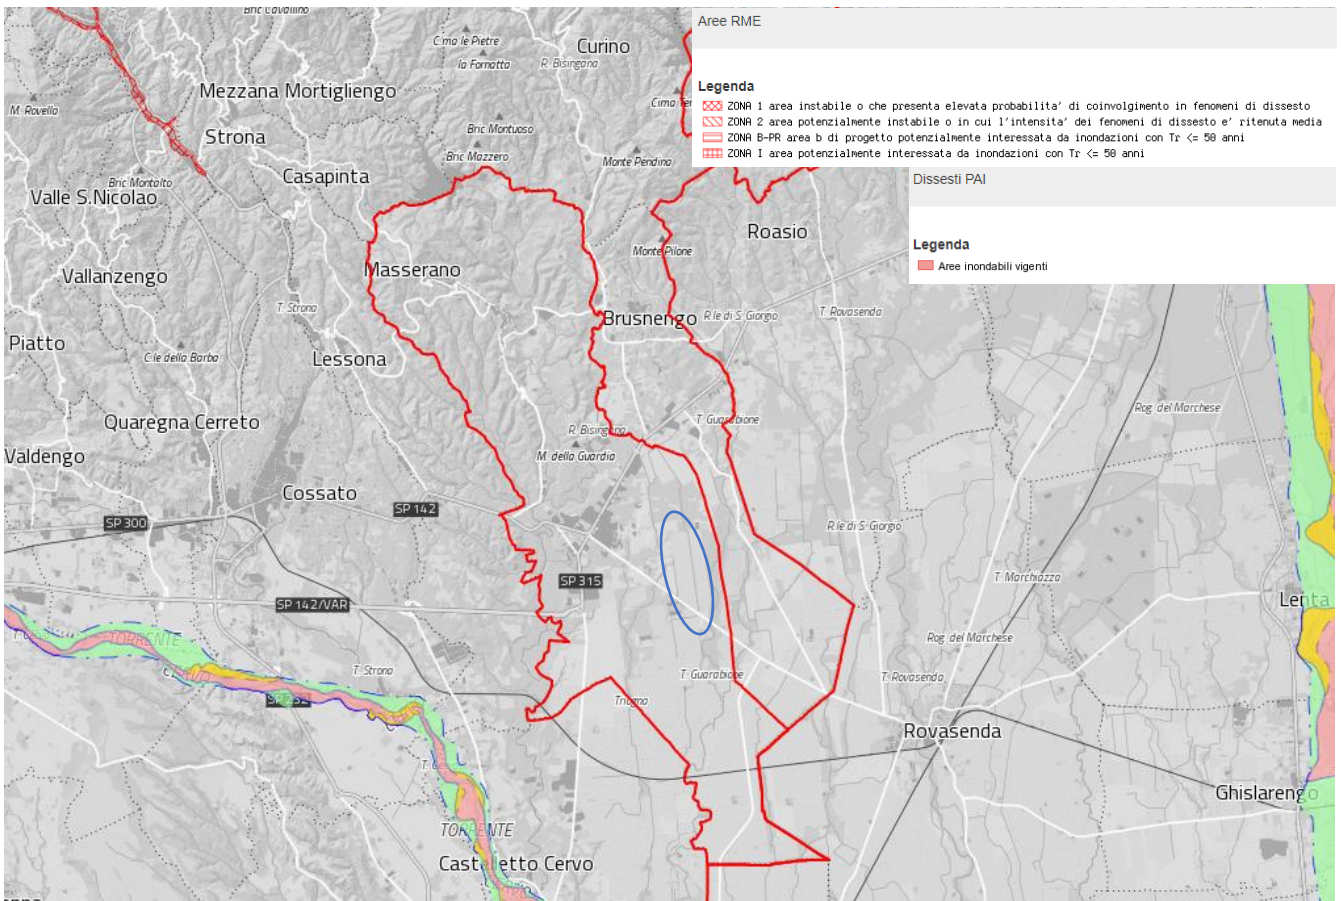 Bric Cavallino
Curino
C.ma le Pietre
la Fornatta
R. Bisingana
Mezzana Mortigliengo
M. Rovella
Strona
Bric Montuoso
Bric Mazzero
Monte Pendina
Casapinta
Bric Montalto
Valle S.Nicolao
Roasio
Monte Pilone
Masserano
Vallanzengo
T. Strona
Brusnengo
R.le di S. Giorgio
T. Rovasenda
Piatto
C.le della Barba
Lessona
Rog. del Marchese
Quaregna Cerreto
T. Guarabione
R. Bisingana
Valdengo
M. della Guardia
Cossato
SP 142
SP 300
R.le di S. Giorgio
SP 315
T. Marchiazza
SP 142/VAR
Lenta
TORRENTE
Rog. del Marchese
T. Strona
T. Guarabione
T. Rovasenda
SP 232
Triogna
Rovasenda
Ghislarengo
TORRENTE
Castelletto Cervo
Aree RME
Legenda
ZONA 1 area instabile o che presenta elevata probabilita' di coinvolgimento in fenomeni di dissesto
ZONA 2 area potenzialmente instabile o in cui l'intensita' dei fenomeni di dissesto e' ritenuta media
ZONA B-PR area b di progetto potenzialmente interessata da inondazioni con Tr <= 50 anni
ZONA I area potenzialmente interessata da inondazioni con Tr <= 50 anni
Dissesti PAI
Legenda
Aree inondabili vigenti